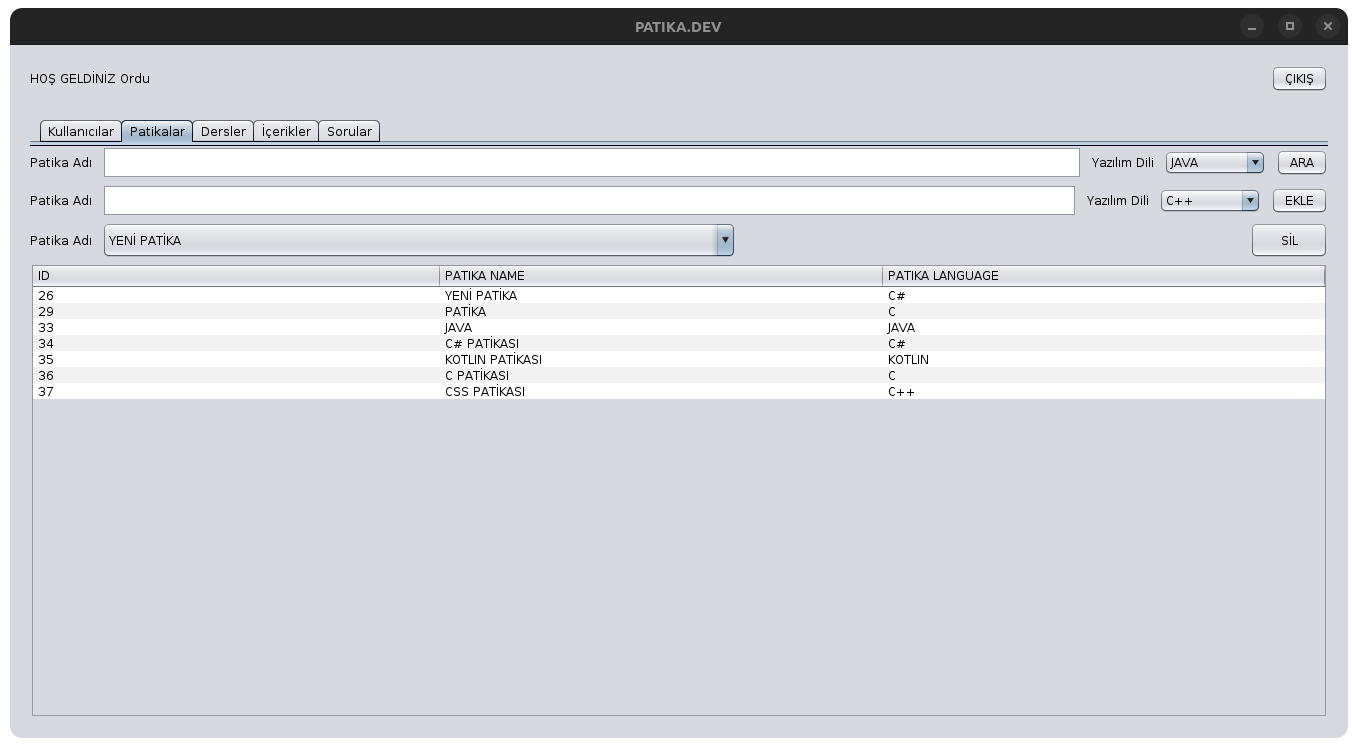 PATIKA.DEV
HOŞ GELDİNİZ Ordu ÇIKIŞ
Kullanıcılar Patikalar Dersler İçerikler Sorular
Patika Adı Yazılım Dili JAVA ARA
Patika Adı Yazılım Dili C++ EKLE
Patika Adı YENİ PATİKA SİL
ID PATIKA NAME PATIKA LANGUAGE
26 YENİ PATİKA C#
29 PATİKA C
33 JAVA JAVA
34 C# PATİKASI C#
35 KOTLIN PATİKASI KOTLIN
36 C PATİKASI C
37 CSS PATİKASI C++